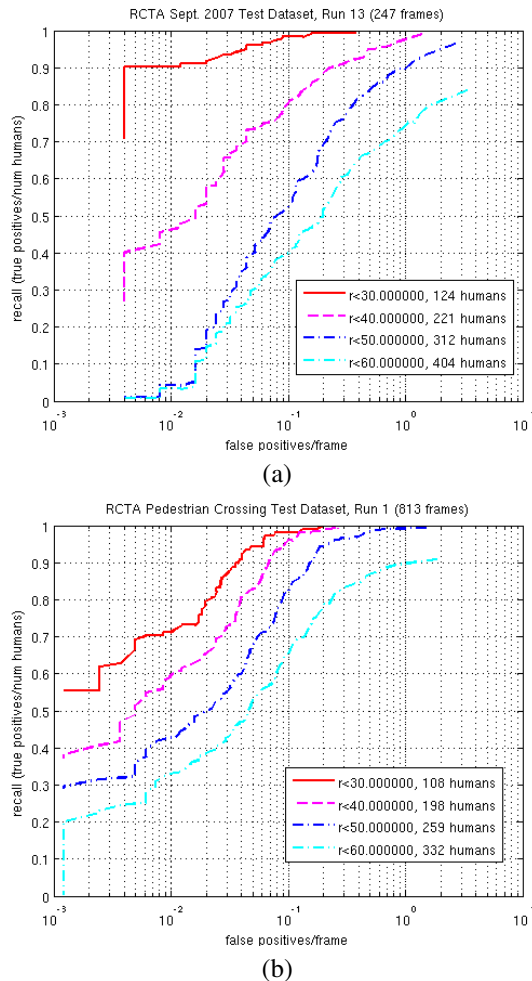 RCTA Sept. 2007 Test Dataset, Run 13 (247 frames)
recall (true positives/num humans)
1
0.9
0.8
0.7
0.6
0.5
0.4
0.3
0.2
0.1
0
r<30.000000, 124 humans
r<40.000000, 221 humans
r<50.000000, 312 humans
r<60.000000, 404 humans
10^-3
10^-2
10^-1
10^0
10
false positives/frame
(a)
RCTA Pedestrian Crossing Test Dataset, Run 1 (813 frames)
recall (true positives/num humans)
1
0.9
0.8
0.7
0.6
0.5
0.4
0.3
0.2
0.1
0
r<30.000000, 108 humans
r<40.000000, 198 humans
r<50.000000, 259 humans
r<60.000000, 332 humans
10^-3
10^-2
10^-1
10^0
10
false positives/frame
(b)